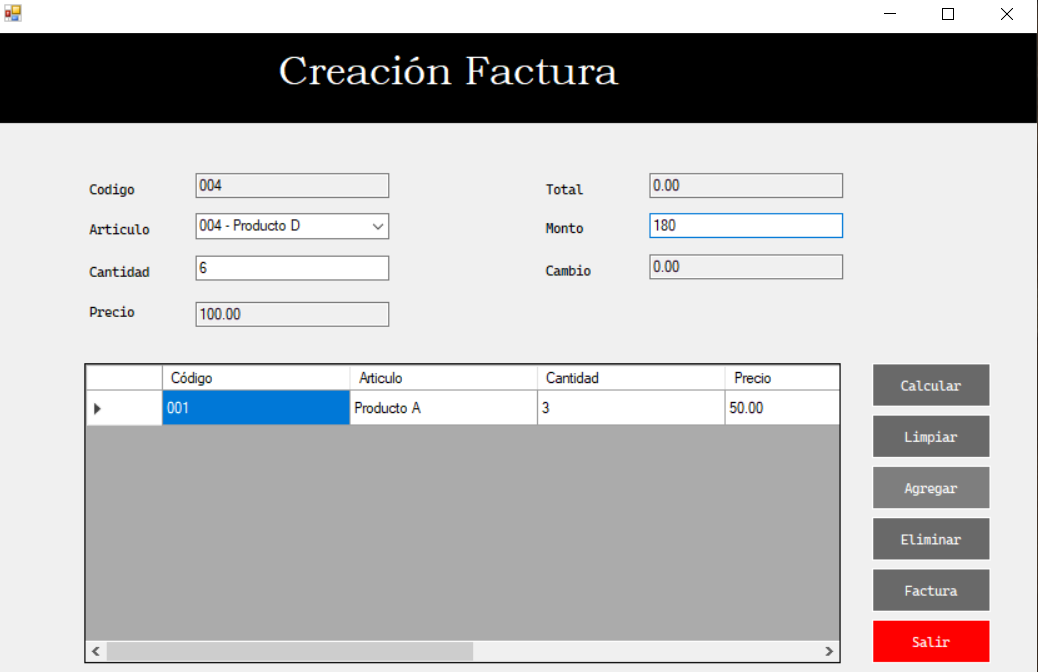 Creación Factura
Codigo 004
Articulo 004 - Producto D
Cantidad 6
Precio 100.00
Total 0.00
Monto 180
Cambio 0.00
Código Articulo Cantidad Precio
001 Producto A 3 50.00
Calcular
Limpiar
Agregar
Eliminar
Factura
Salir